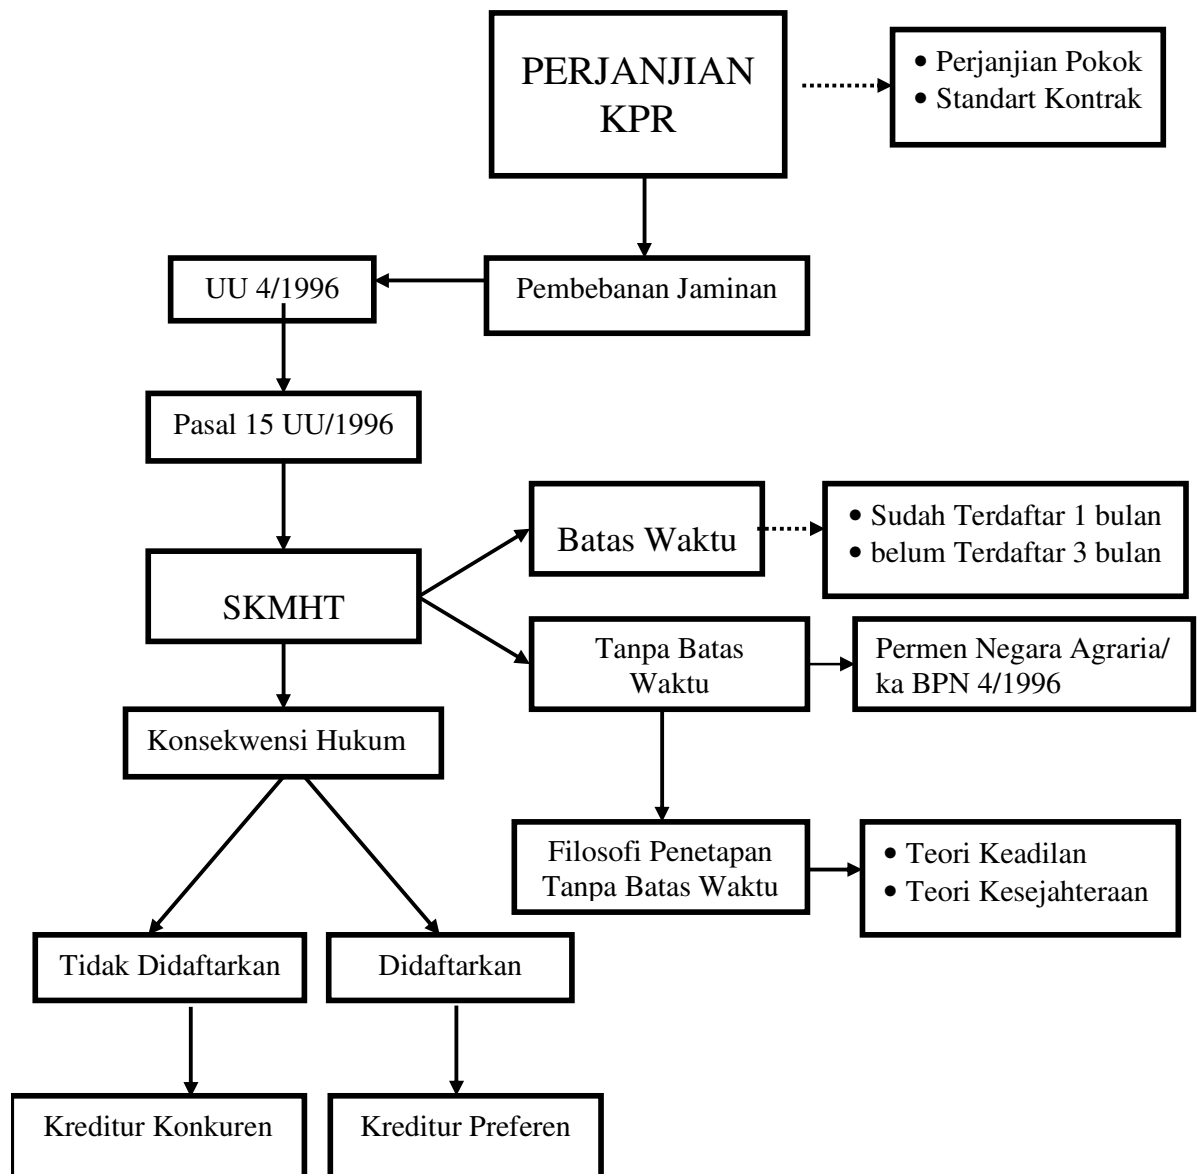 PERJANJIAN
KPR
• Perjanjian Pokok
• Standart Kontrak
UU 4/1996
Pembebanan Jaminan
Pasal 15 UU/1996
SKMHT
Batas Waktu
• Sudah Terdaftar 1 bulan
• belum Terdaftar 3 bulan
Tanpa Batas
Waktu
Permen Negara Agraria/
ka BPN 4/1996
Konsekwensi Hukum
Filosofi Penetapan
Tanpa Batas Waktu
• Teori Keadilan
• Teori Kesejahteraan
Tidak Didaftarkan
Didaftarkan
Kreditur Konkuren
Kreditur Preferen